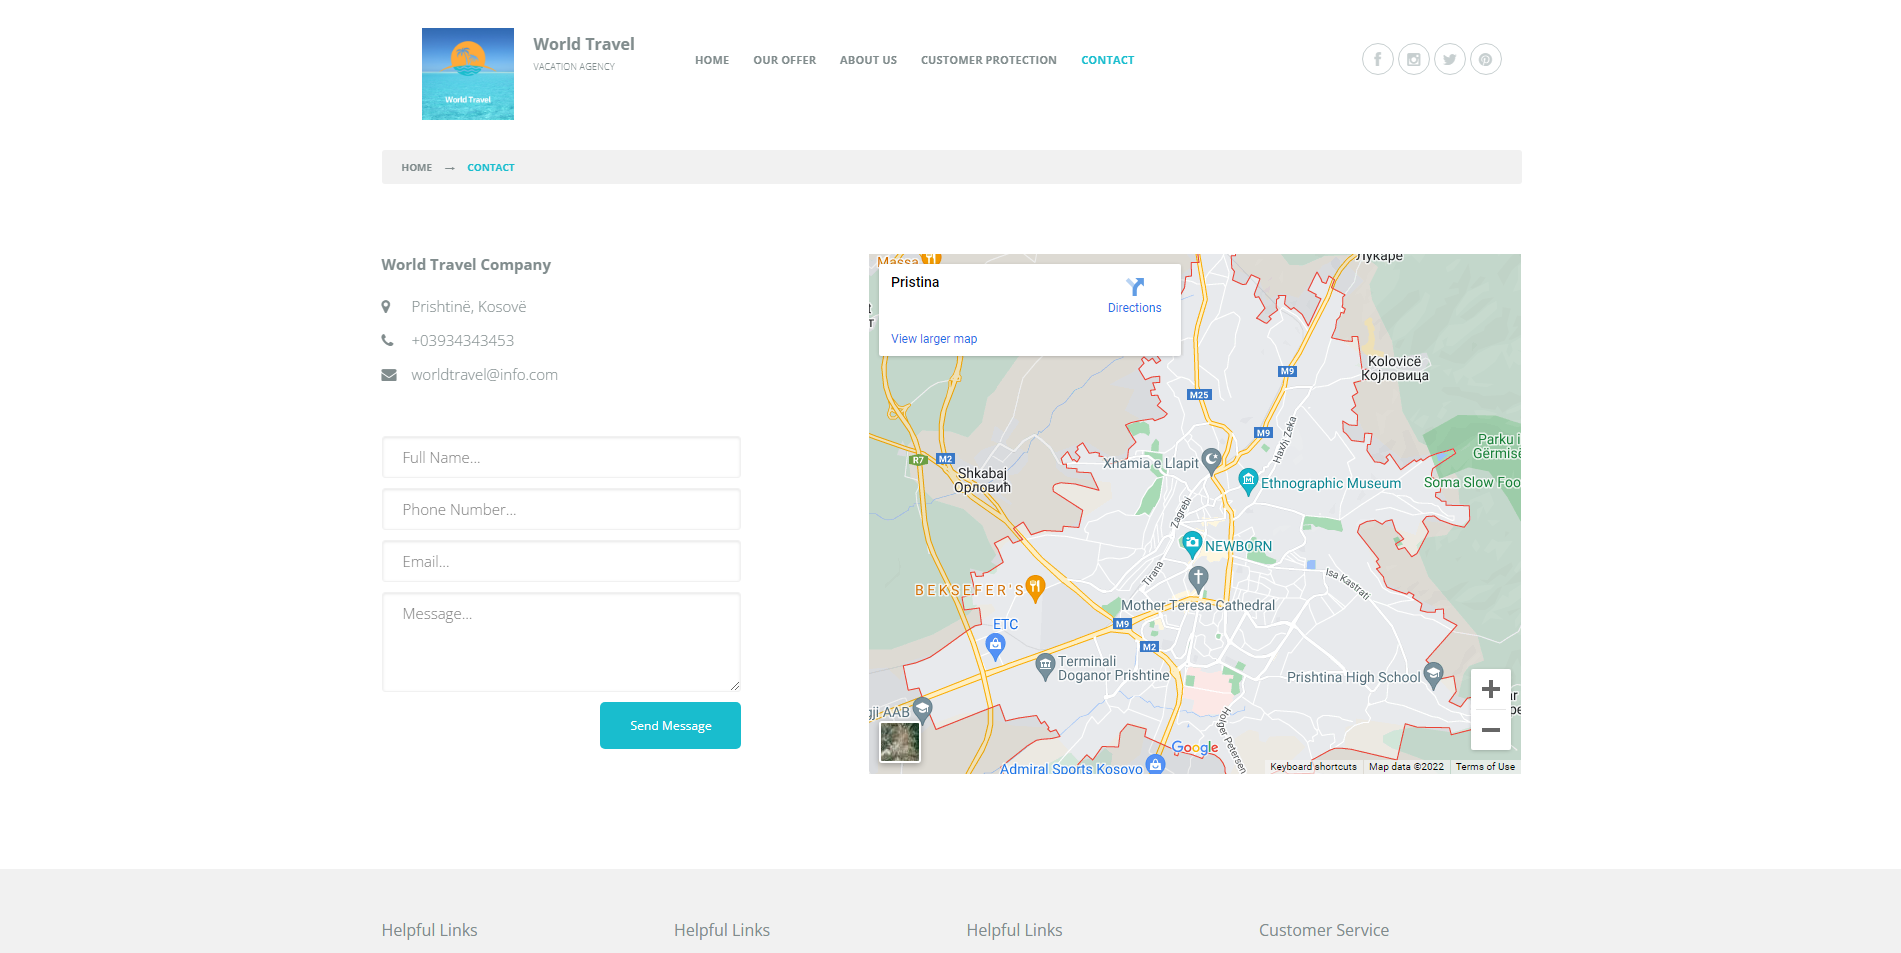 World Travel
World Travel
VACATION AGENCY
HOME
OUR OFFER
ABOUT US
CUSTOMER PROTECTION
CONTACT
HOME → CONTACT
World Travel Company
Prishtinë, Kosovë
+03934343453
worldtravel@info.com
Full Name...
Phone Number...
Email...
Message...
Send Message
Massa
Pristina
Directions
View larger map
Лукаре
Kolovicë
Којловица
M9
M25
M9
Haxhi Zeka
Parku i
Gërmisë
R7
M2
Shkabaj
Орловић
Xhamia e Llapit
Ethnographic Museum
Soma Slow Foo
Zagrebi
NEWBORN
Tirana
Isa Kastrati
BEKSEFER'S
Mother Teresa Cathedral
ETC
M9
M2
Terminali
Doganor Prishtine
Prishtina High School
gji AAB
Holger Petersen
Google
Admiral Sports Kosovo
Keyboard shortcuts
Map data ©2022
Terms of Use
Helpful Links
Helpful Links
Helpful Links
Customer Service